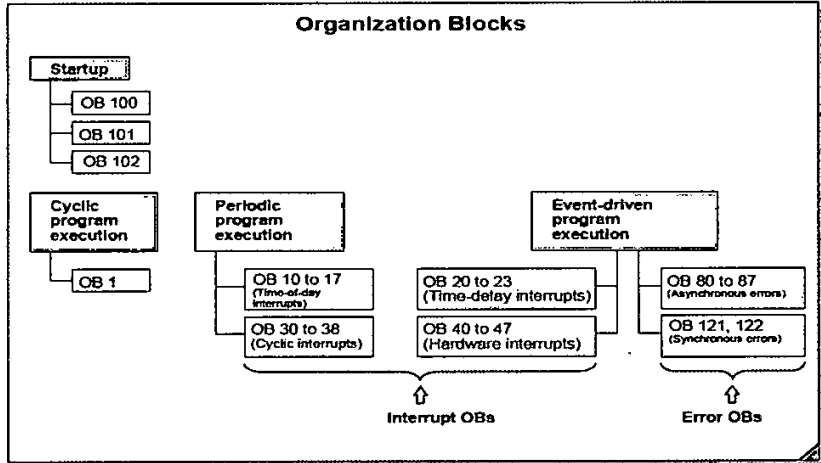 Organization Blocks
Startup
OB 100
OB 101
OB 102
Cyclic
program
execution
OB 1
Periodic
program
execution
OB 10 to 17
(Time-of-day
interrupts)
OB 30 to 38
(Cyclic interrupts)
Event-driven
program
execution
OB 20 to 23
(Time-delay interrupts)
OB 40 to 47
(Hardware interrupts)
OB 80 to 87
(Asynchronous errors)
OB 121, 122
(Synchronous errors)
Interrupt OBs
Error OBs